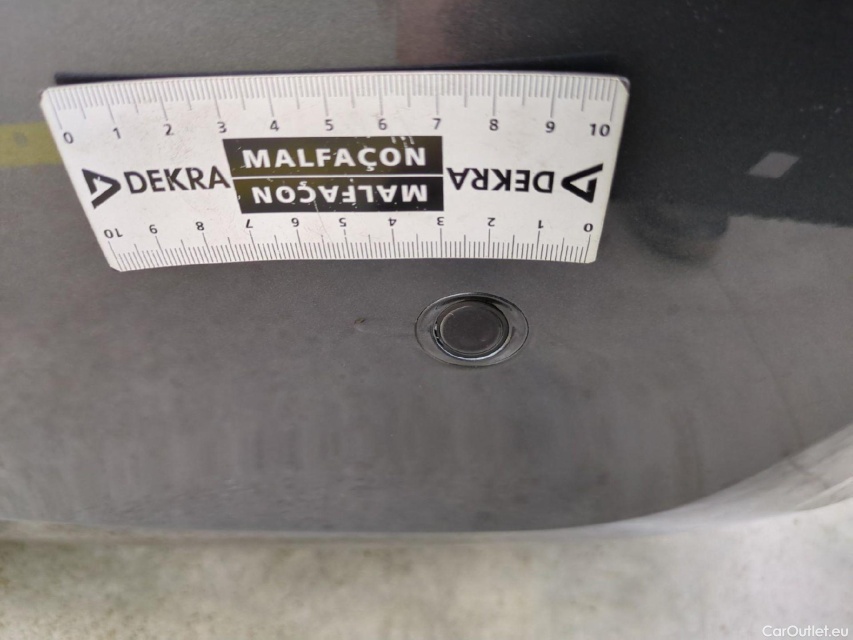 0 1 2 3 4 5 6 7 8 9 10
DEKRA MALFAÇON DEKRA
MALFAÇON
10 9 8 7 6 5 4 3 2 1 0
CarOutlet.eu